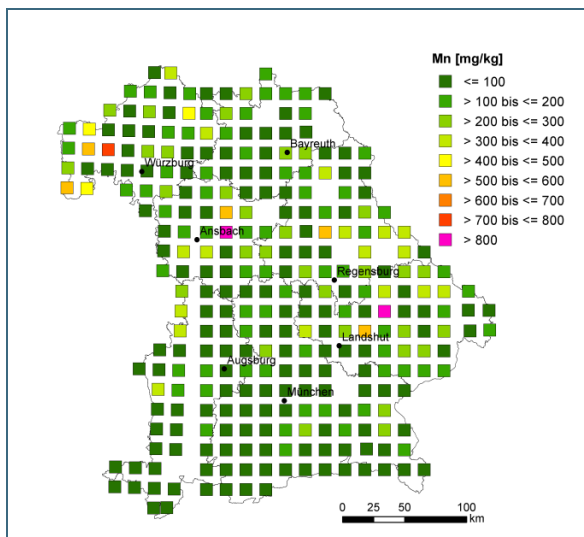 Mn [mg/kg]
<= 100
> 100 bis <= 200
> 200 bis <= 300
> 300 bis <= 400
> 400 bis <= 500
> 500 bis <= 600
> 600 bis <= 700
> 700 bis <= 800
> 800
Bayreuth
Würzburg
Ansbach
Regensburg
Landshut
Augsburg
München
0 25 50 100
km